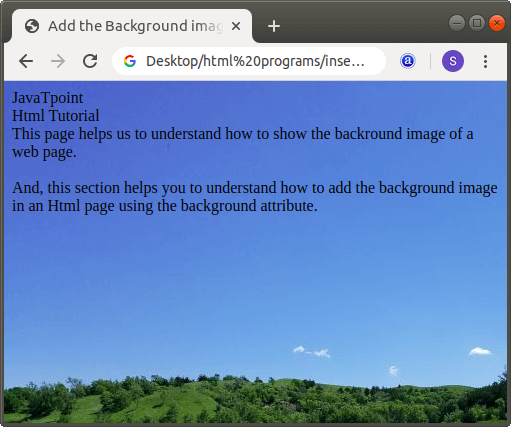 Add the Background imag
Desktop/html%20programs/inse...
a
S
JavaTpoint
Html Tutorial
This page helps us to understand how to show the backround image of a
web page.
And, this section helps you to understand how to add the background image
in an Html page using the background attribute.